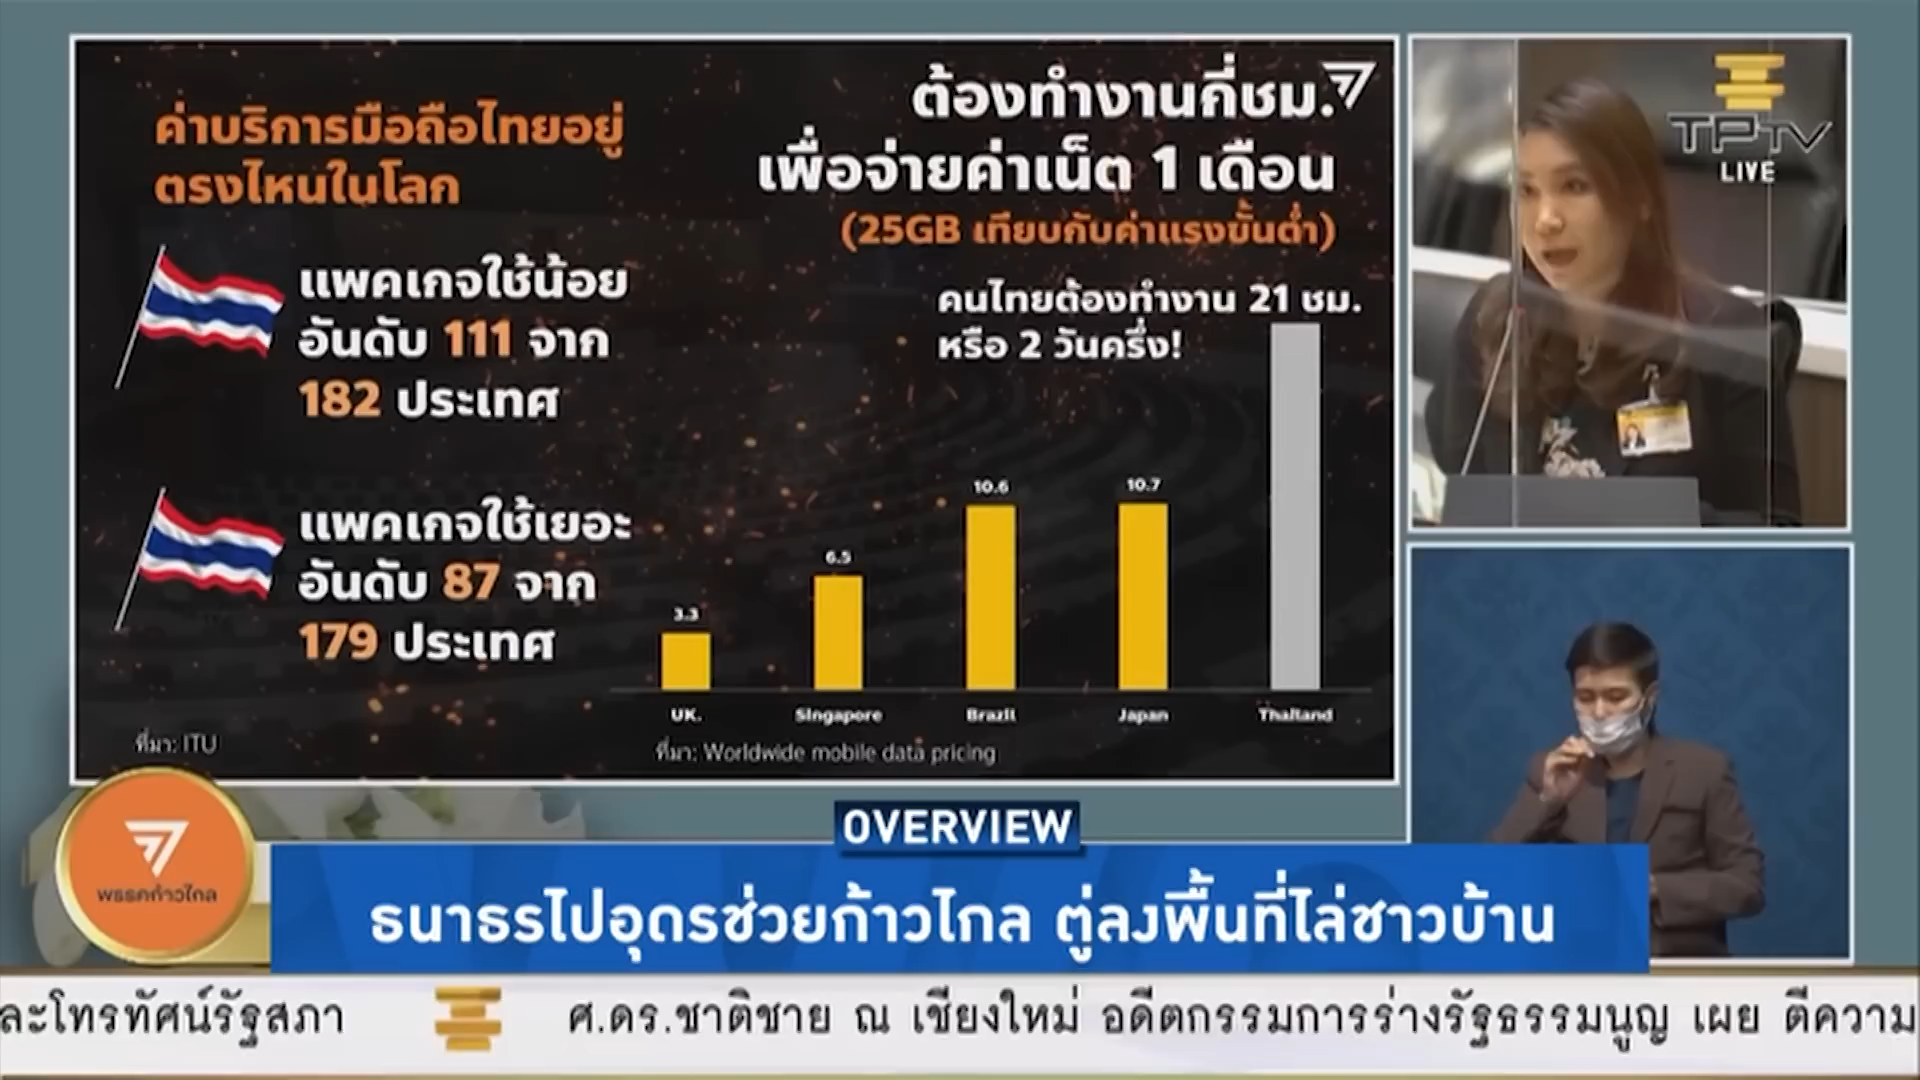 ค่าบริการมือถือไทยอยู่
ตรงไหนในโลก
แพคเกจใช้น้อย
อันดับ 111 จาก
182 ประเทศ
แพคเกจใช้เยอะ
อันดับ 87 จาก
179 ประเทศ
ที่มา: ITU
ต้องทำงานกี่ชม.
เพื่อจ่ายค่าเน็ต 1 เดือน
(25GB เทียบกับค่าแรงขั้นต่ำ)
คนไทยต้องทำงาน 21 ชม.
หรือ 2 วันครึ่ง!
3.3
6.5
10.6
10.7
UK.
Singapore
Brazil
Japan
Thailand
ที่มา: Worldwide mobile data pricing
TPTV
LIVE
พรรคก้าวไกล
OVERVIEW
ธนาธรไปอุดรช่วยก้าวไกล ตู่ลงพื้นที่ไล่ชาวบ้าน
ละโทรทัศน์รัฐสภา
ศ.ดร.ชาติชาย ณ เชียงใหม่ อดีตกรรมการร่างรัฐธรรมนูญ เผย ตีความ